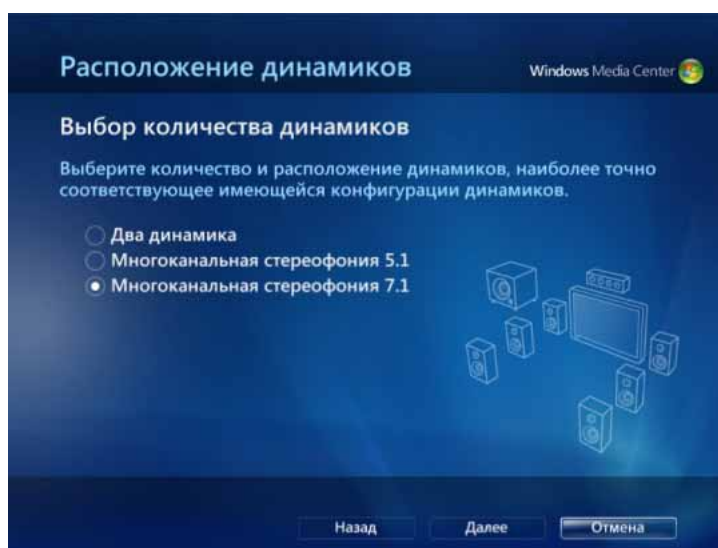 Расположение динамиков
Windows Media Center
Выбор количества динамиков
Выберите количество и расположение динамиков, наиболее точно
соответствующее имеющейся конфигурации динамиков.
Два динамика
Многоканальная стереофония 5.1
Многоканальная стереофония 7.1
Назад Далее Отмена